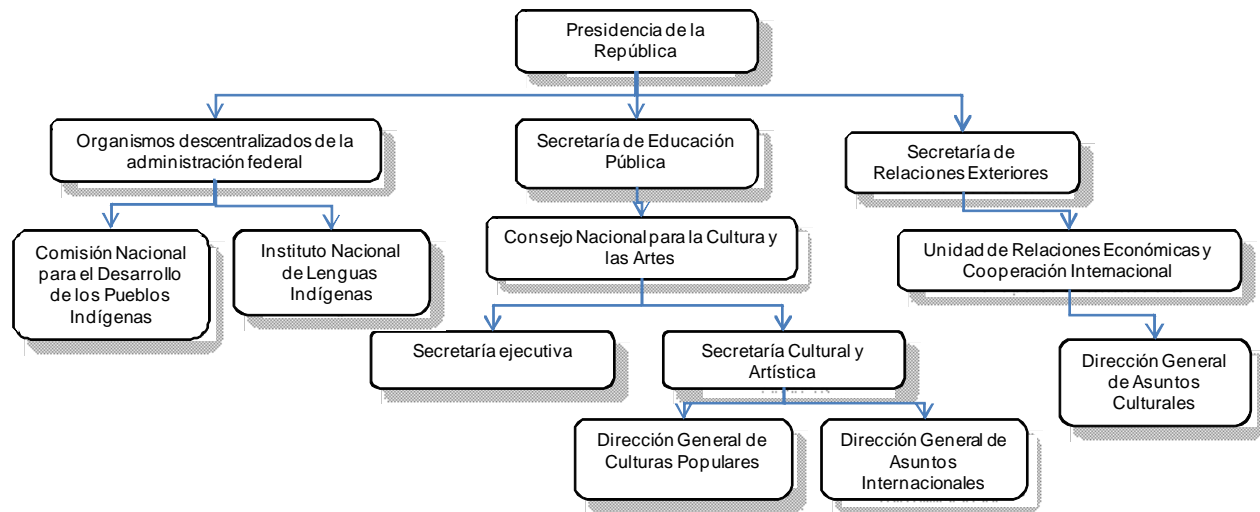 Presidencia de la
República
Organismos descentralizados de la
administración federal
Secretaría de Educación
Pública
Secretaría de
Relaciones Exteriores
Comisión Nacional
para el Desarrollo
de los Pueblos
Indígenas
Instituto Nacional
de Lenguas
Indígenas
Consejo Nacional para la Cultura y
las Artes
Unidad de Relaciones Económicas y
Cooperación Internacional
Secretaría ejecutiva
Secretaría Cultural y
Artística
Dirección General
de Asuntos
Culturales
Dirección General de
Culturas Populares
Dirección General de
Asuntos
Internacionales